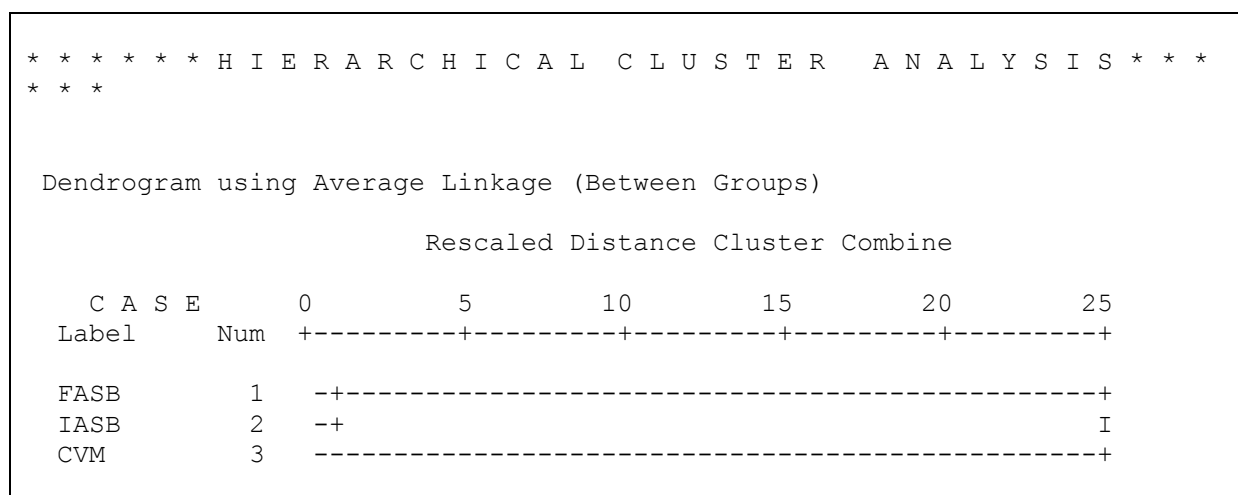 * * * * * * H I E R A R C H I C A L   C L U S T E R   A N A L Y S I S * * *
* * *
Dendrogram using Average Linkage (Between Groups)
Rescaled Distance Cluster Combine
C A S E      0         5        10        15        20        25
Label     Num  +---------+---------+---------+---------+---------+
FASB        1   -+-----------------------------------------------+
IASB        2   -+                                               I
CVM         3   -------------------------------------------------+